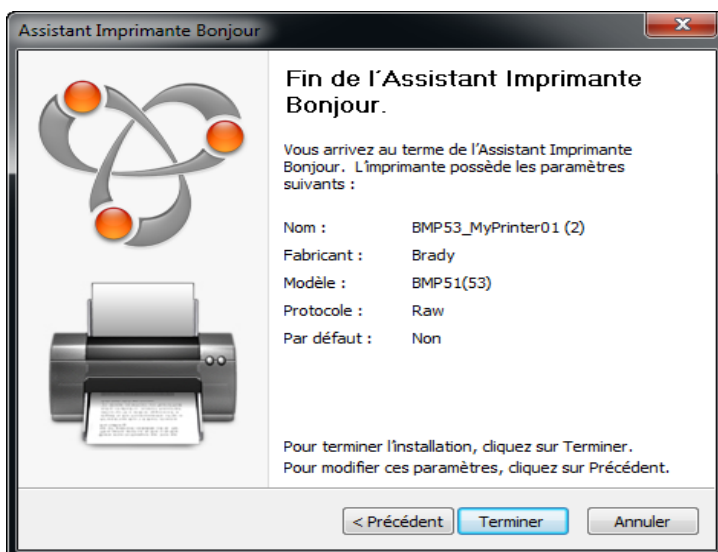 Assistant Imprimante Bonjour
Fin de l´Assistant Imprimante
Bonjour.
Vous arrivez au terme de l'Assistant Imprimante
Bonjour. L'imprimante possède les paramètres
suivants :
Nom : BMP53_MyPrinter01 (2)
Fabricant : Brady
Modèle : BMP51(53)
Protocole : Raw
Par défaut : Non
Pour terminer l'installation, cliquez sur Terminer.
Pour modifier ces paramètres, cliquez sur Précédent.
< Précédent Terminer Annuler